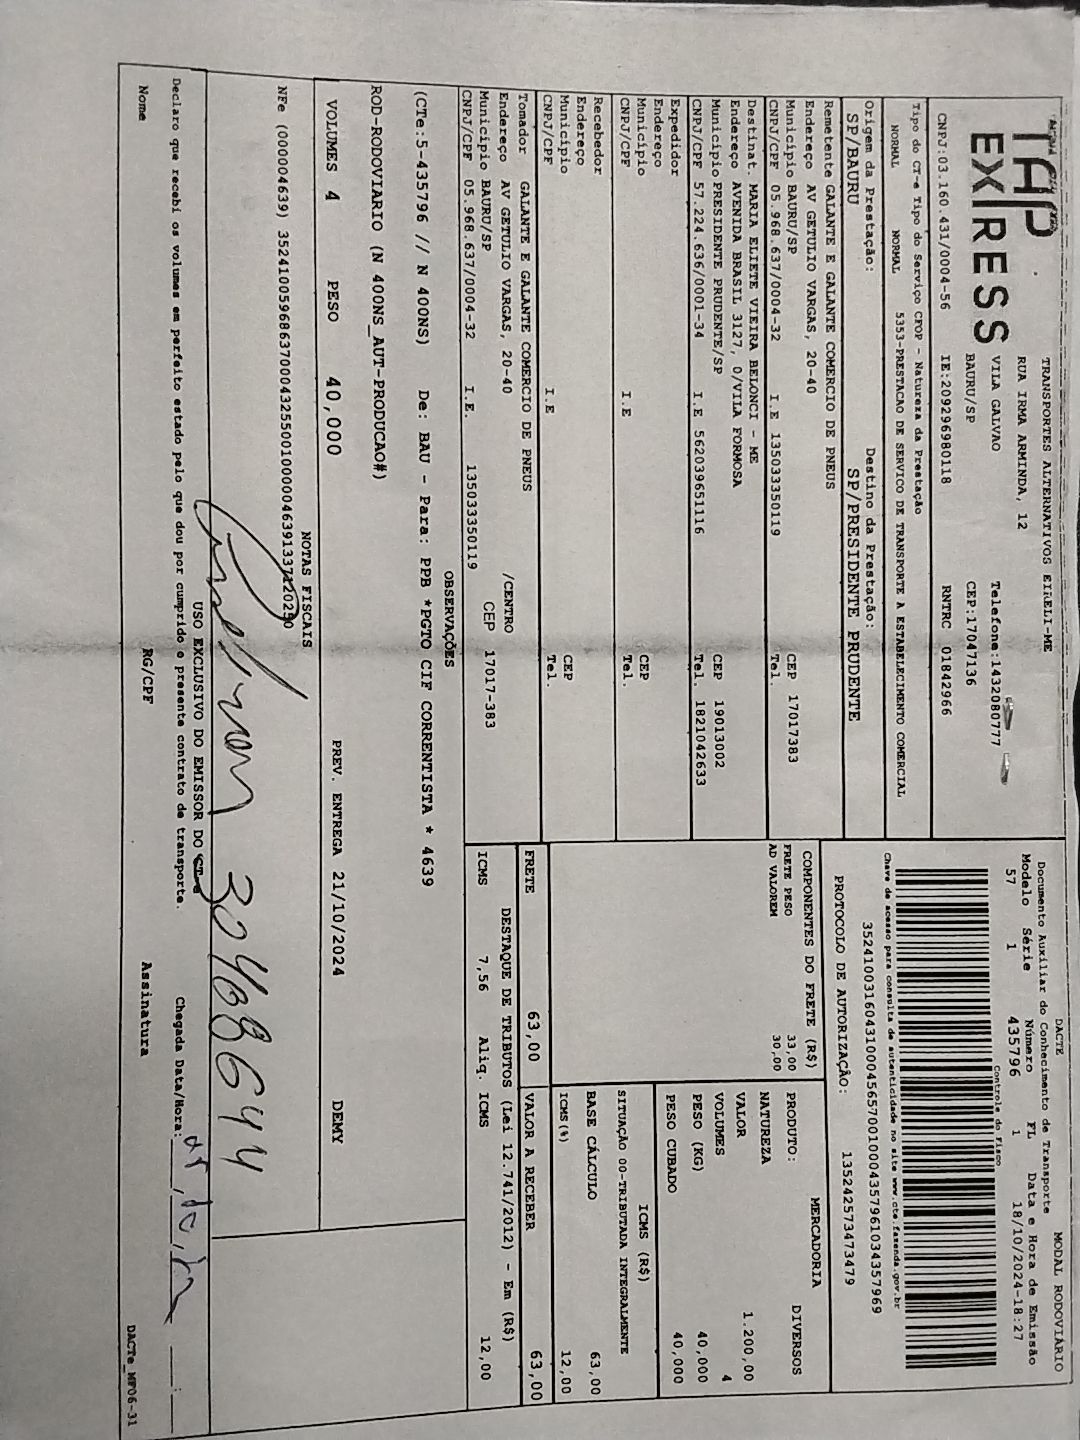 TAP
EXPRESS
TRANSPORTES ALTERNATIVOS EIRELI-ME
RUA IRMA ARMINDA, 12
VILA GALVAO
BAURU/SP
Telefone:1432080777
CEP:17047136
CNPJ:03.160.431/0004-56 IE:209296980118 RNTRC 01842966
DACTE MODAL RODOVIÁRIO
Documento Auxiliar do Conhecimento de Transporte
Modelo Série Número FL Data e Hora de Emissão
57 1 435796 1 18/10/2024-18:27
Controle do Fisco
Chave de acesso para consulta de autenticidade no site www.cte.fazenda.gov.br
35241003160431000456570010004357961034357969
PROTOCOLO DE AUTORIZAÇÃO: 135242573473479
Tipo do CT-e Tipo do Serviço CFOP - Natureza da Prestação
NORMAL NORMAL 5353-PRESTACAO DE SERVICO DE TRANSPORTE A ESTABELECIMENTO COMERCIAL
Origem da Prestação: Destino da Prestação:
SP/BAURU SP/PRESIDENTE PRUDENTE
Remetente GALANTE E GALANTE COMERCIO DE PNEUS
Endereço AV GETULIO VARGAS, 20-40
Município BAURU/SP CEP 17017383
CNPJ/CPF 05.968.637/0004-32 I.E 135033350119 Tel.
Destinat. MARIA ELIETE VIEIRA BELONCI - ME
Endereço AVENIDA BRASIL 3127, 0/VILA FORMOSA
Município PRESIDENTE PRUDENTE/SP CEP 19013002
CNPJ/CPF 57.224.636/0001-34 I.E 562039651116 Tel. 1821042633
Expedidor
Endereço
Município CEP
CNPJ/CPF I.E Tel.
Recebedor
Endereço
Município CEP
CNPJ/CPF I.E Tel.
Tomador GALANTE E GALANTE COMERCIO DE PNEUS
Endereço AV GETULIO VARGAS, 20-40 /CENTRO
Município BAURU/SP CEP 17017-383
CNPJ/CPF 05.968.637/0004-32 I.E. 135033350119
COMPONENTES DO FRETE (R$)
FRETE PESO 33,00
AD VALOREM 30,00
MERCADORIA
PRODUTO: DIVERSOS
NATUREZA
VALOR 1.200,00
VOLUMES 4
PESO (KG) 40,000
PESO CUBADO 40,000
ICMS (R$)
SITUAÇÃO 00-TRIBUTADA INTEGRALMENTE
BASE CÁLCULO 63,00
ICMS(%) 12,00
FRETE 63,00 VALOR A RECEBER 63,00
DESTAQUE DE TRIBUTOS (Lei 12.741/2012) - Em (R$)
ICMS 7,56 Aliq. ICMS 12,00
OBSERVAÇÕES
(CTe:5-435796 // N 400NS) De: BAU - Para: PPB *PGTO CIF CORRENTISTA * 4639
ROD-RODOVIARIO (N 400NS_AUT-PRODUCAO#)
VOLUMES 4 PESO 40,000 PREV. ENTREGA 21/10/2024 DEMY
NOTAS FISCAIS
NFe (000004639) 35241005968637000432550010000046391337120250
30468644
USO EXCLUSIVO DO EMISSOR DO CT-e
Declaro que recebi os volumes em perfeito estado pelo que dou por cumprido o presente contrato de transporte. Chegada Data/Hora:
Nome RG/CPF Assinatura
DACTe_MF06-31